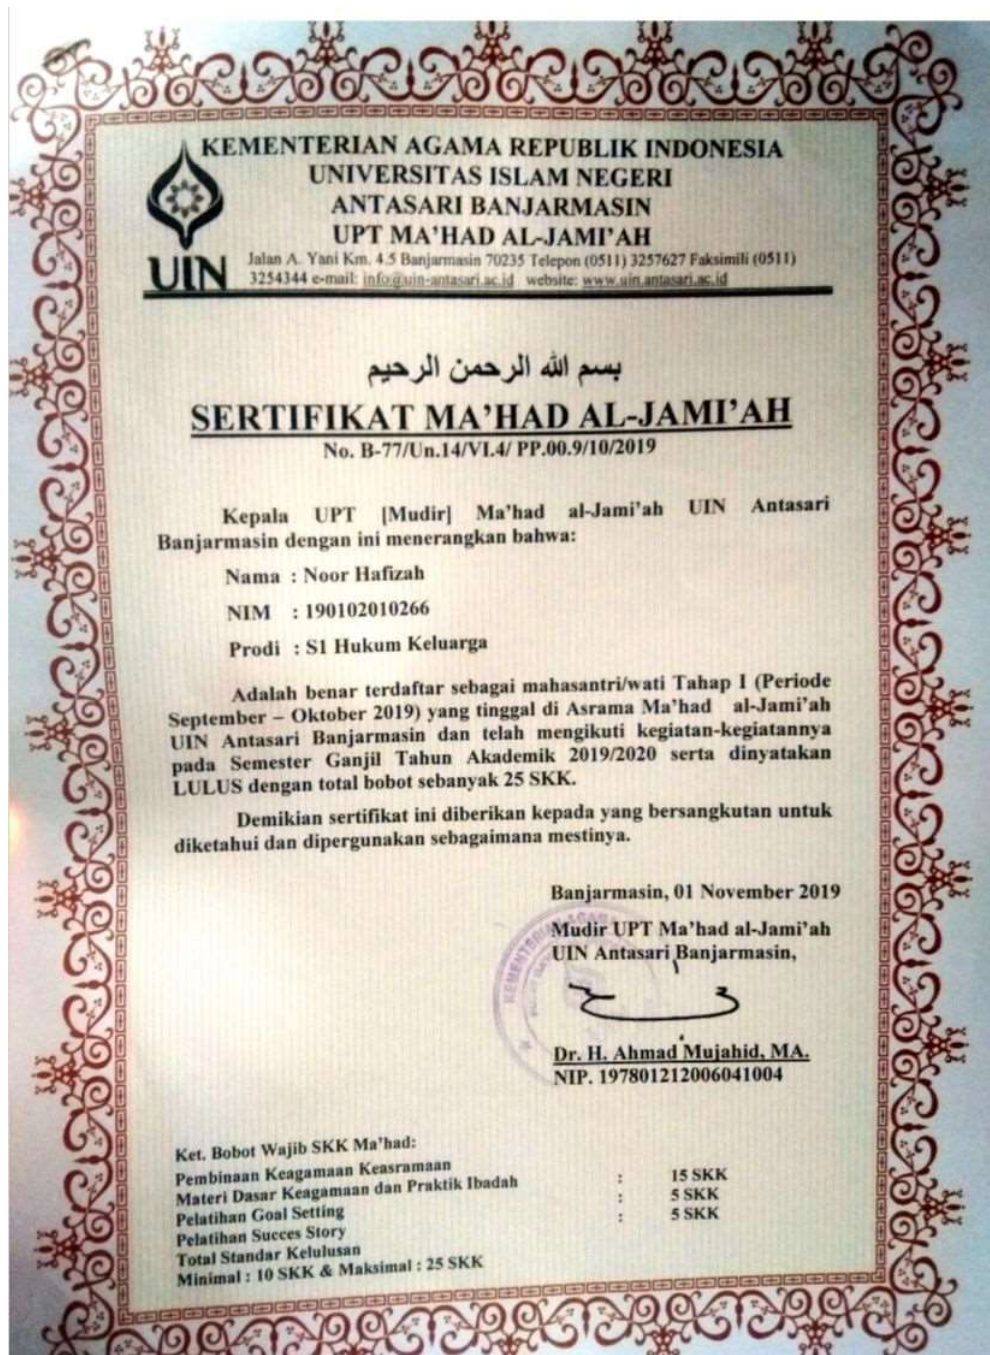 KEMENTERIAN AGAMA REPUBLIK INDONESIA
UNIVERSITAS ISLAM NEGERI
ANTASARI BANJARMASIN
UPT MA'HAD AL-JAMI'AH
UIN
Jalan A. Yani Km. 4.5 Banjarmasin 70235 Telepon (0511) 3257627 Faksimili (0511)
3254344 e-mail: info@uin-antasari.ac.id website: www.uin.antasari.ac.id
بسم الله الرحمن الرحيم
SERTIFIKAT MA'HAD AL-JAMI'AH
No. B-77/Un.14/VI.4/ PP.00.9/10/2019
Kepala UPT [Mudir] Ma'had al-Jami'ah UIN Antasari
Banjarmasin dengan ini menerangkan bahwa:
Nama : Noor Hafizah
NIM : 190102010266
Prodi : S1 Hukum Keluarga
Adalah benar terdaftar sebagai mahasantri/wati Tahap I (Periode
September – Oktober 2019) yang tinggal di Asrama Ma'had al-Jami'ah
UIN Antasari Banjarmasin dan telah mengikuti kegiatan-kegiatannya
pada Semester Ganjil Tahun Akademik 2019/2020 serta dinyatakan
LULUS dengan total bobot sebanyak 25 SKK.
Demikian sertifikat ini diberikan kepada yang bersangkutan untuk
diketahui dan dipergunakan sebagaimana mestinya.
Banjarmasin, 01 November 2019
Mudir UPT Ma'had al-Jami'ah
UIN Antasari Banjarmasin,
KEMENTERIAN AGAMA
Dr. H. Ahmad Mujahid, MA.
NIP. 197801212006041004
Ket. Bobot Wajib SKK Ma'had:
Pembinaan Keagamaan Keasramaan : 15 SKK
Materi Dasar Keagamaan dan Praktik Ibadah : 5 SKK
Pelatihan Goal Setting : 5 SKK
Pelatihan Succes Story
Total Standar Kelulusan
Minimal : 10 SKK & Maksimal : 25 SKK